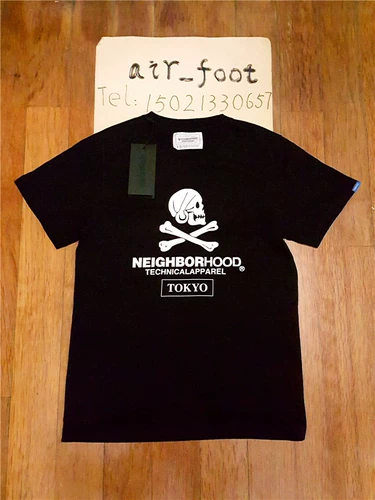 air_foot
Tel: 15021330657
NEIGHBORHOOD®
TECHNICALAPPAREL
TOKYO